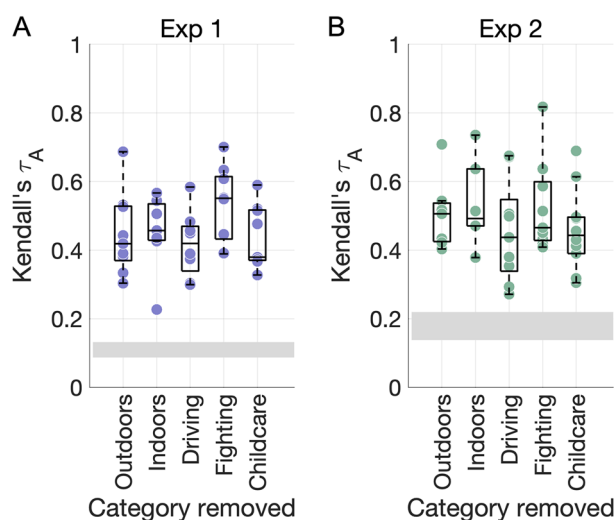 A
Exp 1
Kendall's τA
1
0.8
0.6
0.4
0.2
0
Outdoors
Indoors
Driving
Fighting
Childcare
Category removed
B
Exp 2
Kendall's τA
1
0.8
0.6
0.4
0.2
0
Outdoors
Indoors
Driving
Fighting
Childcare
Category removed